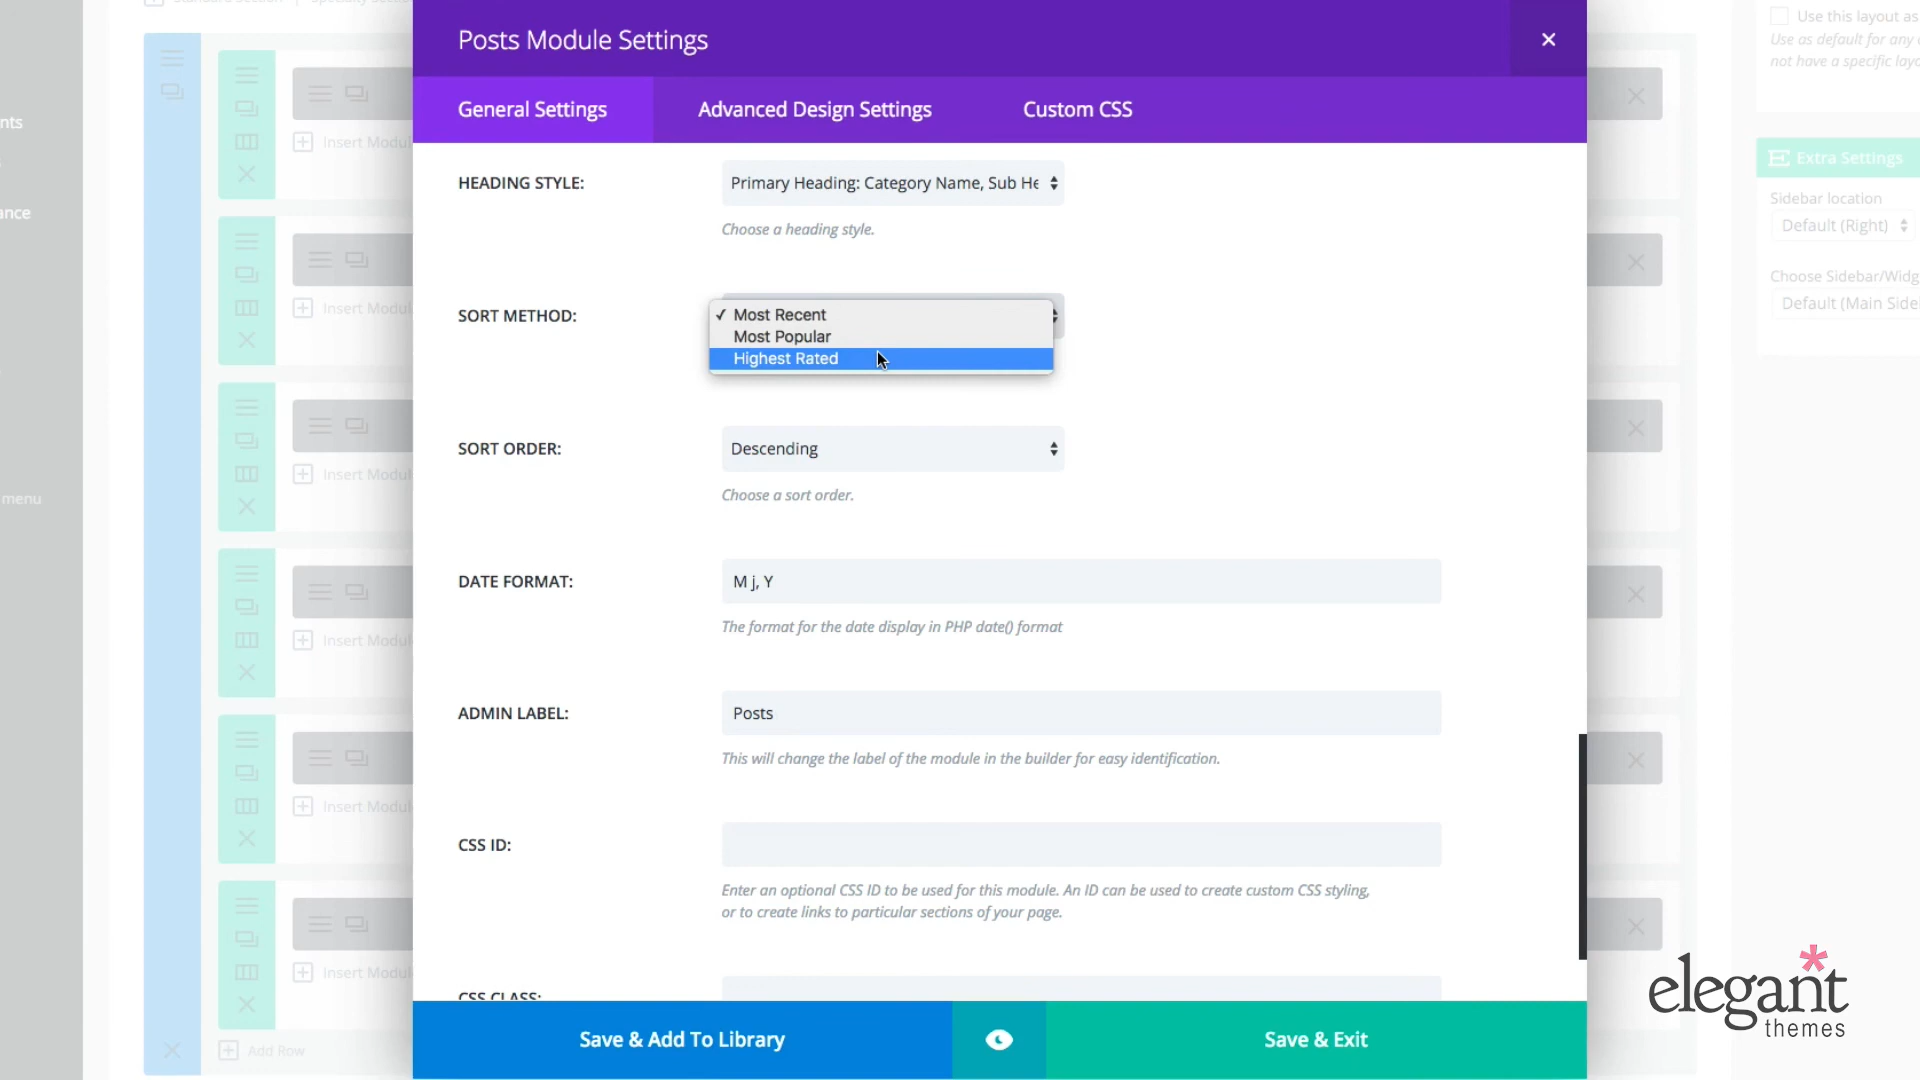 Posts Module Settings
General Settings
Advanced Design Settings
Custom CSS
HEADING STYLE:
Primary Heading: Category Name, Sub He
Choose a heading style.
SORT METHOD:
✓ Most Recent
Most Popular
Highest Rated
SORT ORDER:
Descending
Choose a sort order.
DATE FORMAT:
M j, Y
The format for the date display in PHP date() format
ADMIN LABEL:
Posts
This will change the label of the module in the builder for easy identification.
CSS ID:
Enter an optional CSS ID to be used for this module. An ID can be used to create custom CSS styling,
or to create links to particular sections of your page.
CSS CLASS:
Save & Add To Library
Save & Exit
nts
ance
menu
Insert Modul
Insert Modul
Insert Modul
Insert Modul
Insert Modul
Insert Modul
Add Row
Use this layout as
Use as default for any
not have a specific layo
Extra Settings
Sidebar location
Default (Right)
Choose Sidebar/Widg
Default (Main Side
elegant
themes